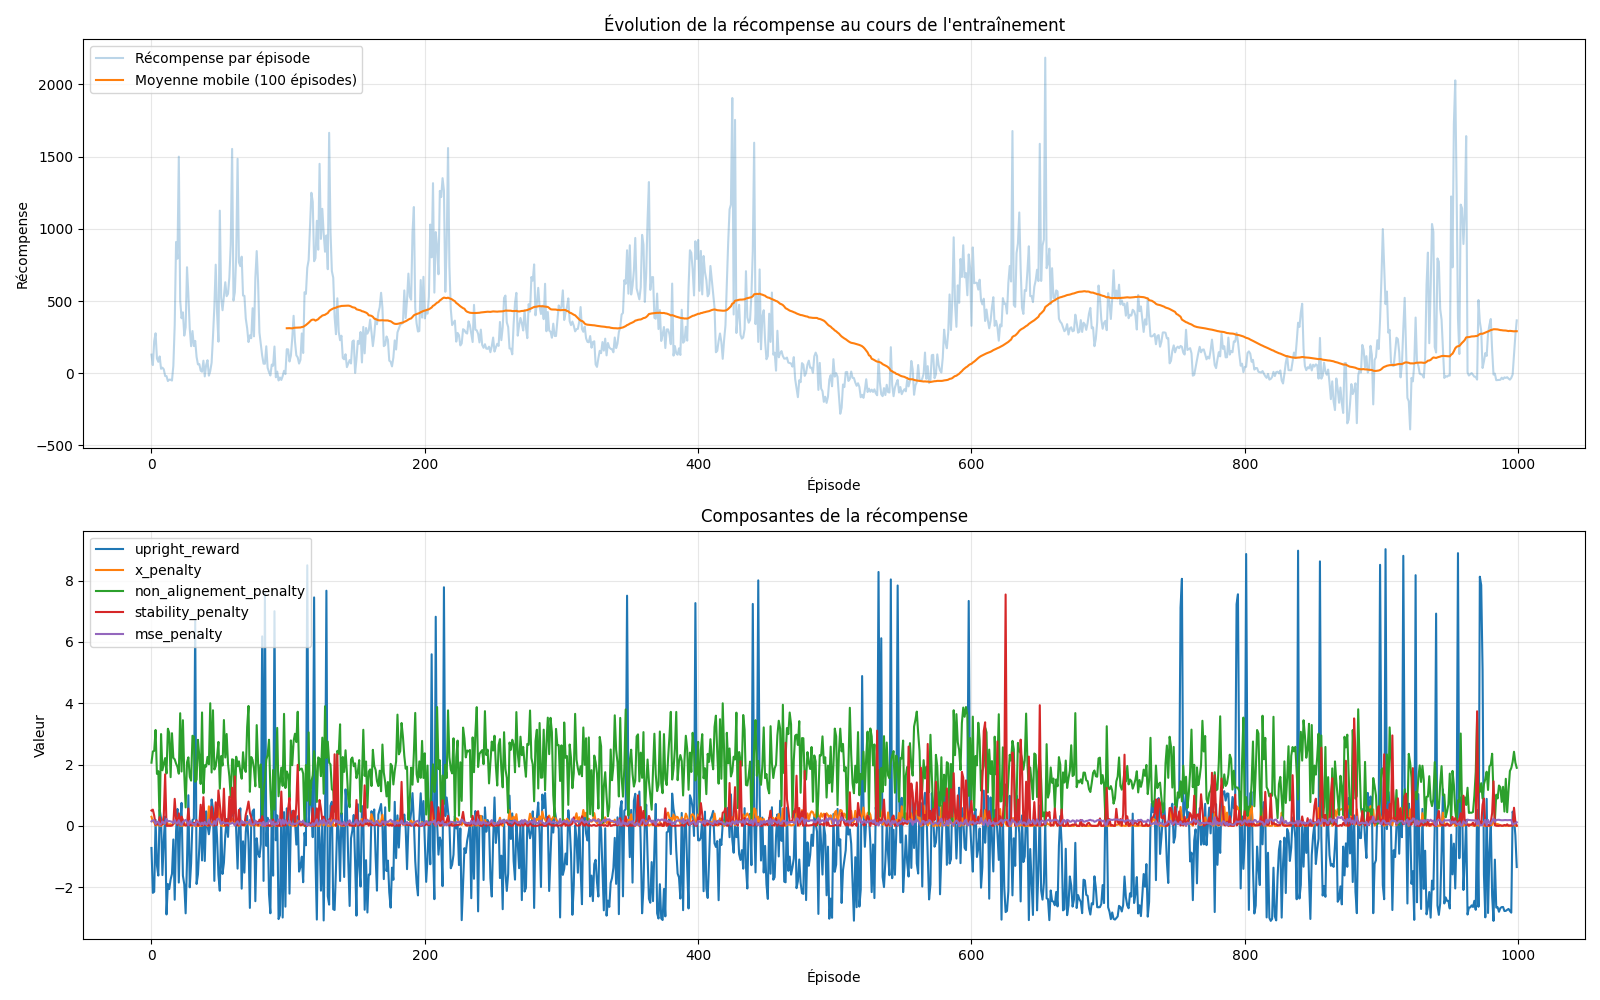 Évolution de la récompense au cours de l'entraînement
Récompense par épisode
Moyenne mobile (100 épisodes)
Récompense
2000
1500
1000
500
0
−500
0 200 400 600 800 1000
Épisode
Composantes de la récompense
upright_reward
x_penalty
non_alignement_penalty
stability_penalty
mse_penalty
Valeur
8
6
4
2
0
−2
0 200 400 600 800 1000
Épisode